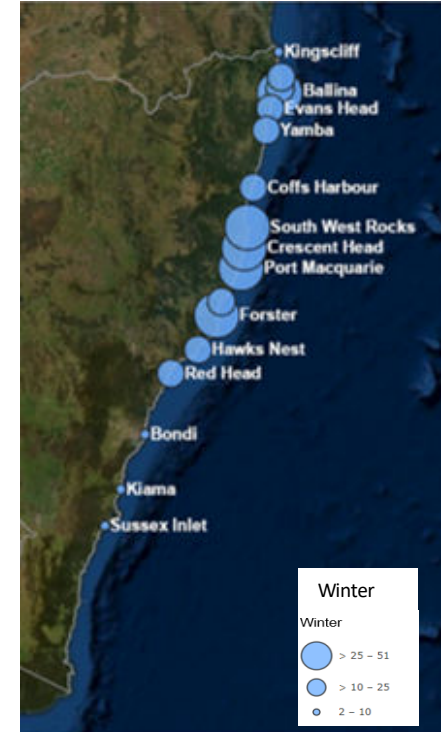 Kingscliff
Ballina
Evans Head
Yamba
Coffs Harbour
South West Rocks
Crescent Head
Port Macquarie
Forster
Hawks Nest
Red Head
Bondi
Kiama
Sussex Inlet
Winter
Winter
> 25 – 51
> 10 – 25
2 – 10